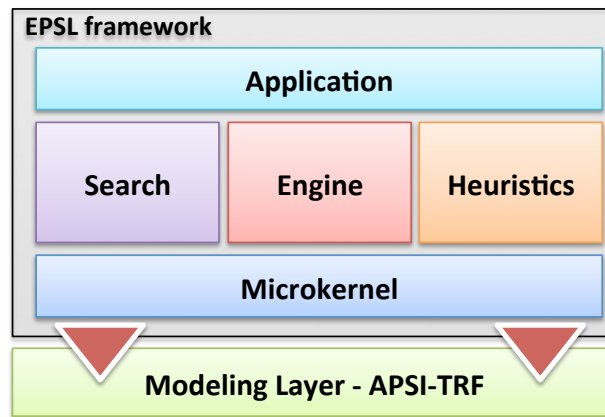 EPSL framework
Application
Search
Engine
Heuristics
Microkernel
Modeling Layer - APSI-TRF